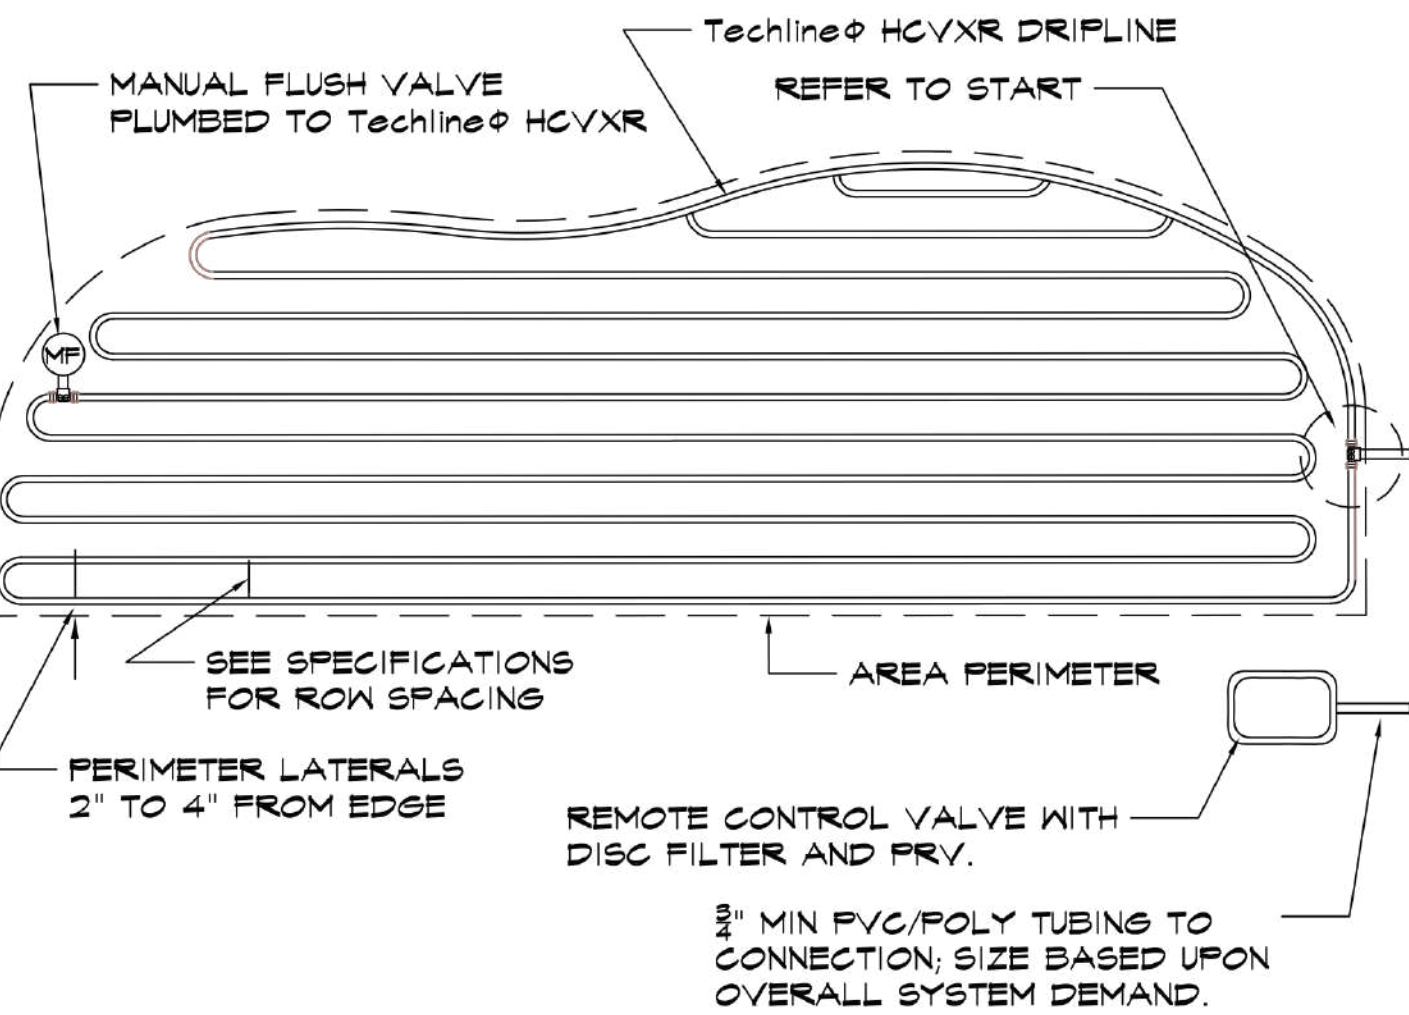 Techlineϕ HCVXR DRIPLINE
MANUAL FLUSH VALVE
PLUMBED TO Techlineϕ HCVXR
REFER TO START
MF
SEE SPECIFICATIONS
FOR ROW SPACING
AREA PERIMETER
PERIMETER LATERALS
2" TO 4" FROM EDGE
REMOTE CONTROL VALVE WITH
DISC FILTER AND PRV.
3/4" MIN PVC/POLY TUBING TO
CONNECTION; SIZE BASED UPON
OVERALL SYSTEM DEMAND.